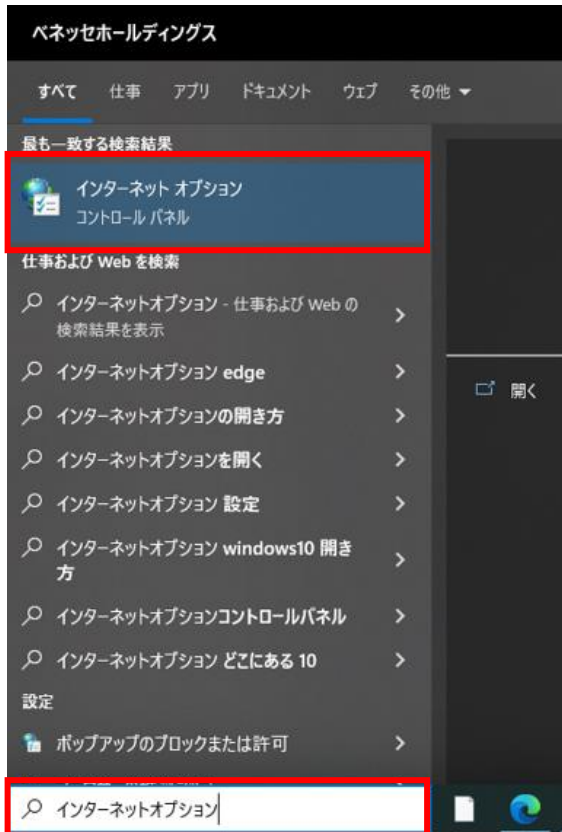 ベネッセホールディングス
すべて 仕事 アプリ ドキュメント ウェブ その他
最も一致する検索結果
インターネット オプション
コントロール パネル
仕事および Web を検索
インターネットオプション - 仕事および Web の
検索結果を表示
インターネットオプション edge
インターネットオプションの開き方
インターネットオプションを開く
インターネットオプション 設定
インターネットオプション windows10 開き
方
インターネットオプションコントロールパネル
インターネットオプション どこにある 10
設定
ポップアップのブロックまたは許可
インターネットオプション
開く